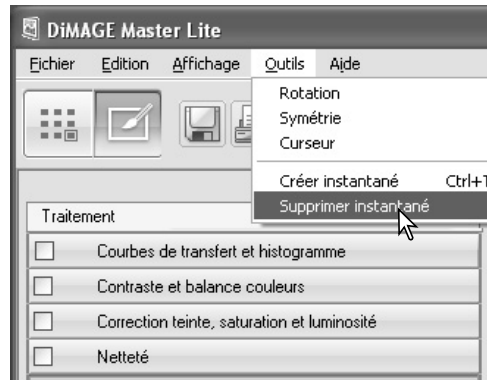 DiMAGE Master Lite
Fichier Edition Affichage Outils Aide
Rotation
Symétrie
Curseur
Créer instantané
Supprimer instantané
Traitement
Courbes de transfert et histogramme
Contraste et balance couleurs
Correction teinte, saturation et luminosité
Netteté